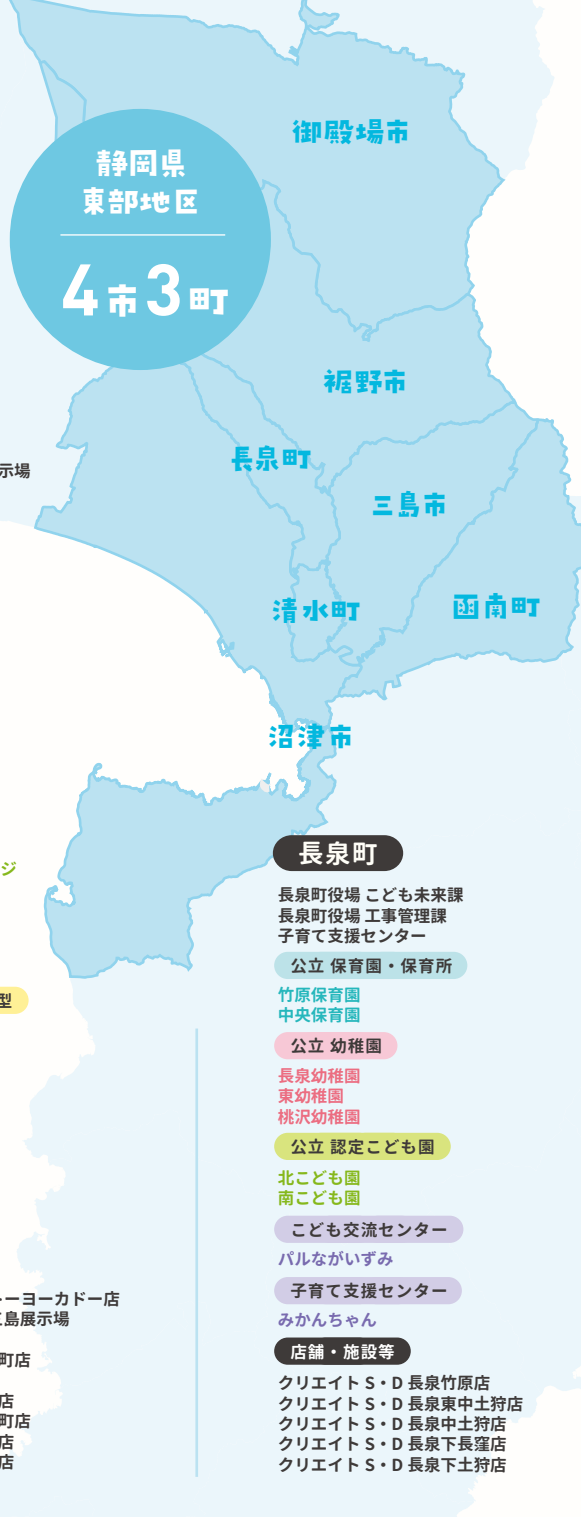 静岡県
東部地区
4市3町
御殿場市
裾野市
長泉町
三島市
清水町
函南町
沼津市
示場
ジ
型
トーヨーカドー店
三島展示場
町店
店
町店
店
店
長泉町
長泉町役場 こども未来課
長泉町役場 工事管理課
子育て支援センター
公立 保育園・保育所
竹原保育園
中央保育園
公立 幼稚園
長泉幼稚園
東幼稚園
桃沢幼稚園
公立 認定こども園
北こども園
南こども園
こども交流センター
パルながいずみ
子育て支援センター
みかんちゃん
店舗・施設等
クリエイト S・D 長泉竹原店
クリエイト S・D 長泉東中土狩店
クリエイト S・D 長泉中土狩店
クリエイト S・D 長泉下長窪店
クリエイト S・D 長泉下土狩店